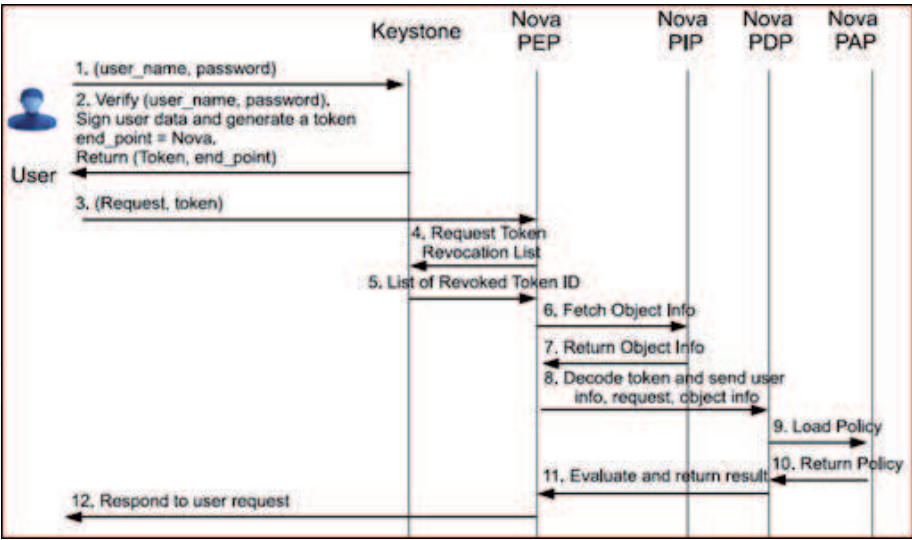 Keystone
Nova
PEP
Nova
PIP
Nova
PDP
Nova
PAP
User
1. (user_name, password)
2. Verify (user_name, password).
Sign user data and generate a token
end_point = Nova.
Return (Token, end_point)
3. (Request, token)
4. Request Token
Revocation List
5. List of Revoked Token ID
6. Fetch Object Info
7. Return Object Info
8. Decode token and send user
info, request, object info
9. Load Policy
10. Return Policy
11. Evaluate and return result
12. Respond to user request